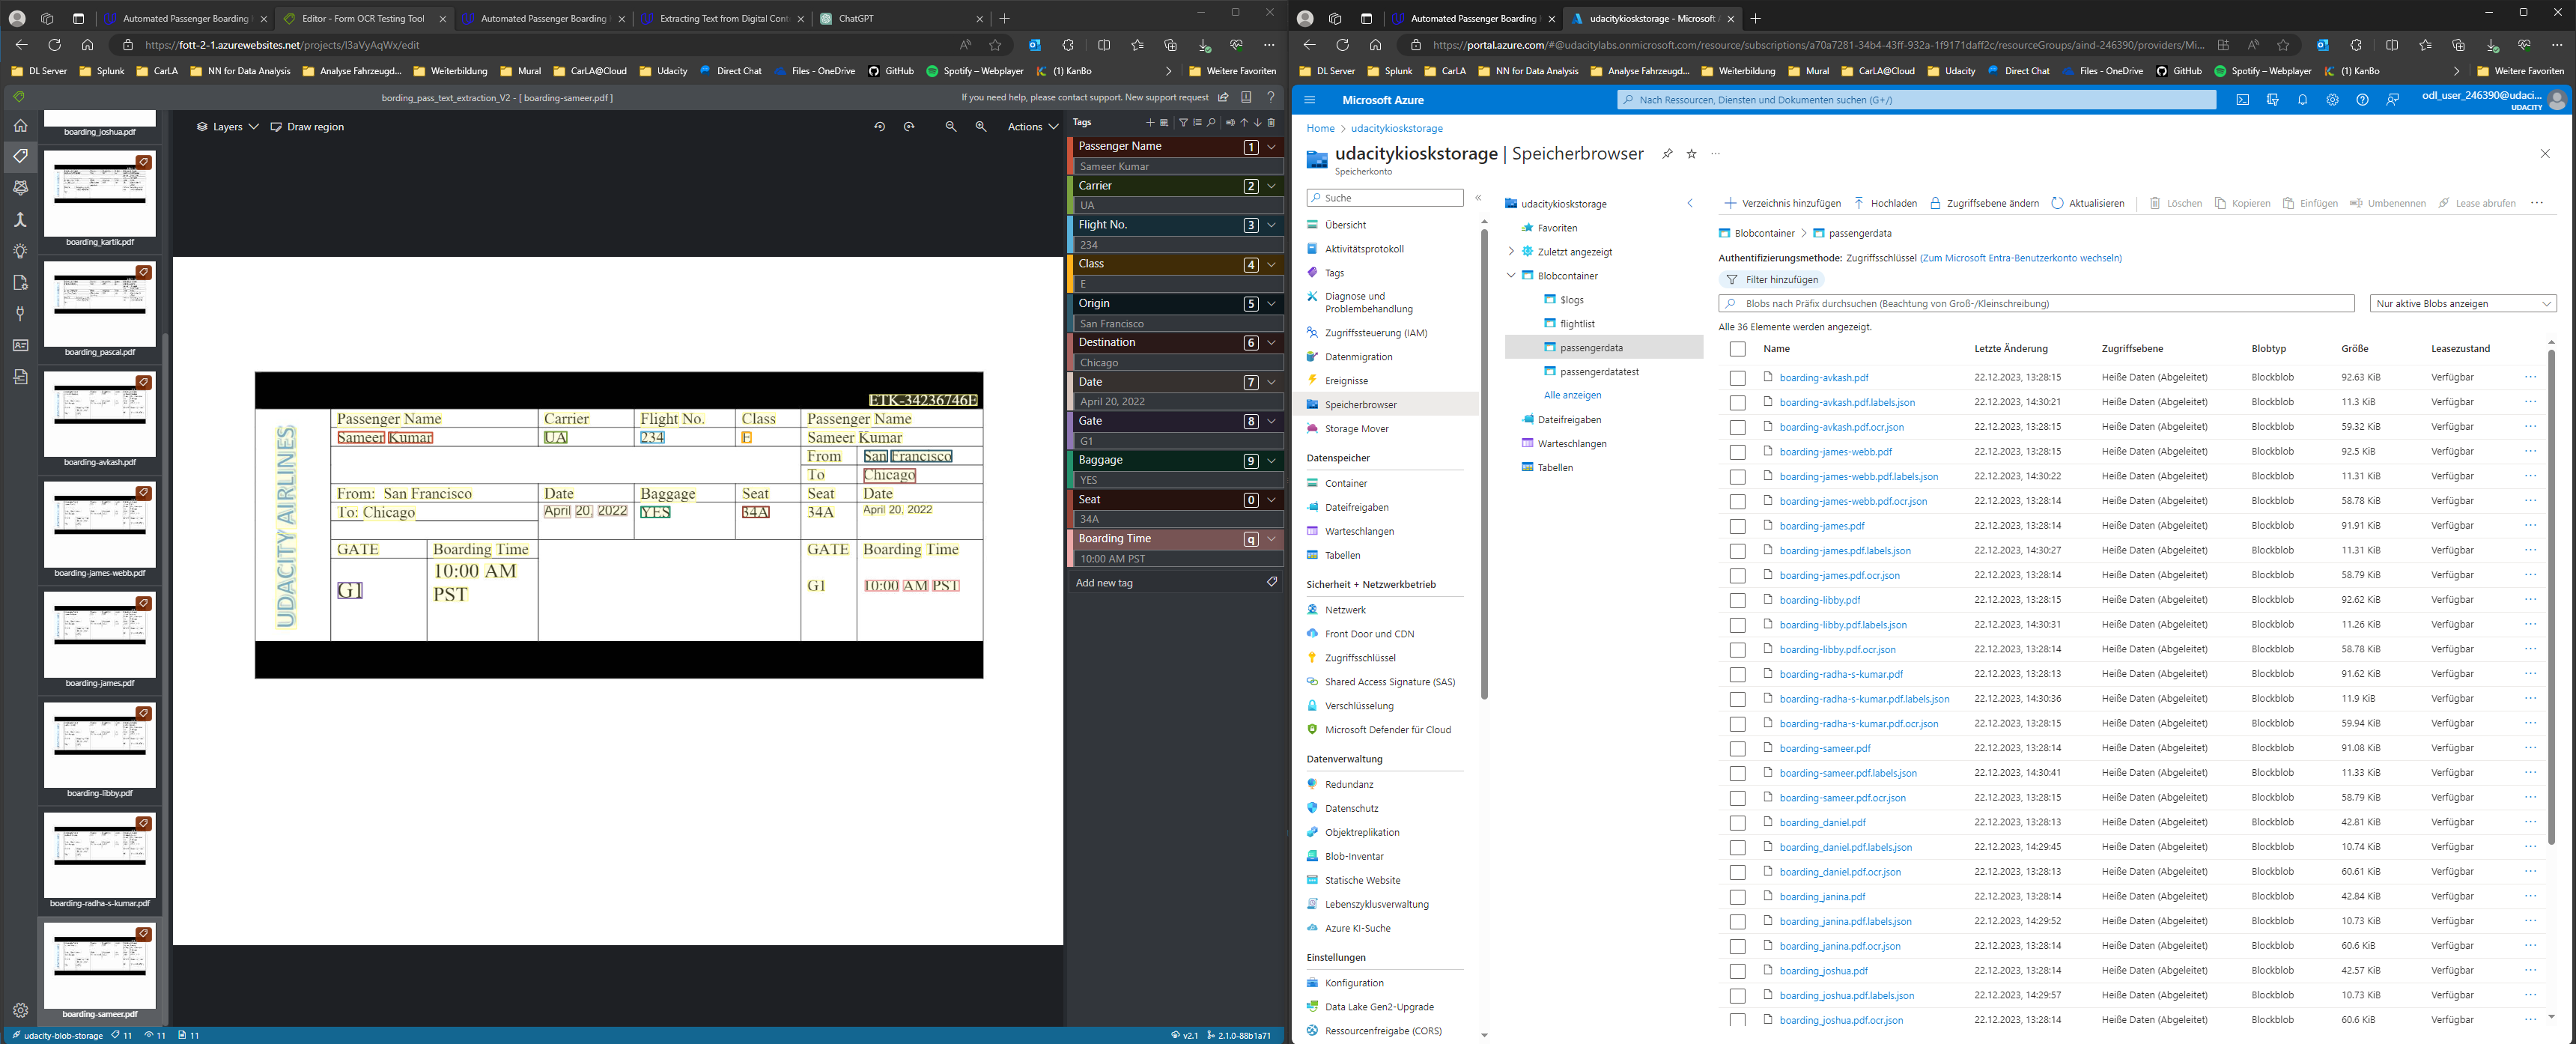 Automated Passenger Boarding
Editor - Form OCR Testing Tool
Automated Passenger Boarding
Extracting Text from Digital Cont
ChatGPT
https://fott-2-1.azurewebsites.net/projects/l3aVyAqWx/edit
DL Server
Splunk
CarLA
NN for Data Analysis
Analyse Fahrzeugd...
Weiterbildung
Mural
CarLA@Cloud
Udacity
Direct Chat
Files - OneDrive
GitHub
Spotify – Webplayer
(1) KanBo
Weitere Favoriten
bording_pass_text_extraction_V2 - [ boarding-sameer.pdf ]
If you need help, please contact support. New support request
boarding_joshua.pdf
boarding_kartik.pdf
boarding_pascal.pdf
boarding-avkash.pdf
boarding-james-webb.pdf
boarding-james.pdf
boarding-libby.pdf
boarding-radha-s-kumar.pdf
boarding-sameer.pdf
Layers
Draw region
Actions
ETK-34236746E
UDACITY AIRLINES
Passenger Name Carrier Flight No. Class Passenger Name
Sameer Kumar UA 234 E Sameer Kumar
From San Francisco
To Chicago
From: San Francisco Date Baggage Seat Seat Date
To: Chicago April 20, 2022 YES 34A 34A April 20, 2022
GATE Boarding Time GATE Boarding Time
G1 10:00 AM PST G1 10:00 AM PST
Tags
Passenger Name 1
Sameer Kumar
Carrier 2
UA
Flight No. 3
234
Class 4
E
Origin 5
San Francisco
Destination 6
Chicago
Date 7
April 20, 2022
Gate 8
G1
Baggage 9
YES
Seat 0
34A
Boarding Time q
10:00 AM PST
Add new tag
udacity-blob-storage 11 11 11
v2.1 2.1.0-88b1a71
Automated Passenger Boarding
udacitykioskstorage - Microsoft A
https://portal.azure.com/#@udacitylabs.onmicrosoft.com/resource/subscriptions/a70a7281-34b4-43ff-932a-1f9171daff2c/resourceGroups/aind-246390/providers/Mi...
DL Server
Splunk
CarLA
NN for Data Analysis
Analyse Fahrzeugd...
Weiterbildung
Mural
CarLA@Cloud
Udacity
Direct Chat
Files - OneDrive
GitHub
Spotify – Webplayer
(1) KanBo
Weitere Favoriten
Microsoft Azure
Nach Ressourcen, Diensten und Dokumenten suchen (G+/)
odl_user_246390@udaci...
UDACITY
Home > udacitykioskstorage
udacitykioskstorage | Speicherbrowser
Speicherkonto
Suche
Übersicht
Aktivitätsprotokoll
Tags
Diagnose und
Problembehandlung
Zugriffssteuerung (IAM)
Datenmigration
Ereignisse
Speicherbrowser
Storage Mover
Datenspeicher
Container
Dateifreigaben
Warteschlangen
Tabellen
Sicherheit + Netzwerkbetrieb
Netzwerk
Front Door und CDN
Zugriffsschlüssel
Shared Access Signature (SAS)
Verschlüsselung
Microsoft Defender für Cloud
Datenverwaltung
Redundanz
Datenschutz
Objektreplikation
Blob-Inventar
Statische Website
Lebenszyklusverwaltung
Azure KI-Suche
Einstellungen
Konfiguration
Data Lake Gen2-Upgrade
Ressourcenfreigabe (CORS)
udacitykioskstorage
Favoriten
Zuletzt angezeigt
Blobcontainer
$logs
flightlist
passengerdata
passengerdatatest
Alle anzeigen
Dateifreigaben
Warteschlangen
Tabellen
Verzeichnis hinzufügen
Hochladen
Zugriffsebene ändern
Aktualisieren
Löschen
Kopieren
Einfügen
Umbenennen
Lease abrufen
Blobcontainer > passengerdata
Authentifizierungsmethode: Zugriffsschlüssel (Zum Microsoft Entra-Benutzerkonto wechseln)
Filter hinzufügen
Blobs nach Präfix durchsuchen (Beachtung von Groß-/Kleinschreibung)
Nur aktive Blobs anzeigen
Alle 36 Elemente werden angezeigt.
Name Letzte Änderung Zugriffsebene Blobtyp Größe Leasezustand
boarding-avkash.pdf 22.12.2023, 13:28:15 Heiße Daten (Abgeleitet) Blockblob 92.63 KiB Verfügbar
boarding-avkash.pdf.labels.json 22.12.2023, 14:30:21 Heiße Daten (Abgeleitet) Blockblob 11.3 KiB Verfügbar
boarding-avkash.pdf.ocr.json 22.12.2023, 13:28:15 Heiße Daten (Abgeleitet) Blockblob 59.32 KiB Verfügbar
boarding-james-webb.pdf 22.12.2023, 13:28:15 Heiße Daten (Abgeleitet) Blockblob 92.5 KiB Verfügbar
boarding-james-webb.pdf.labels.json 22.12.2023, 14:30:22 Heiße Daten (Abgeleitet) Blockblob 11.31 KiB Verfügbar
boarding-james-webb.pdf.ocr.json 22.12.2023, 13:28:14 Heiße Daten (Abgeleitet) Blockblob 58.78 KiB Verfügbar
boarding-james.pdf 22.12.2023, 13:28:14 Heiße Daten (Abgeleitet) Blockblob 91.91 KiB Verfügbar
boarding-james.pdf.labels.json 22.12.2023, 14:30:27 Heiße Daten (Abgeleitet) Blockblob 11.31 KiB Verfügbar
boarding-james.pdf.ocr.json 22.12.2023, 13:28:14 Heiße Daten (Abgeleitet) Blockblob 58.79 KiB Verfügbar
boarding-libby.pdf 22.12.2023, 13:28:15 Heiße Daten (Abgeleitet) Blockblob 92.62 KiB Verfügbar
boarding-libby.pdf.labels.json 22.12.2023, 14:30:31 Heiße Daten (Abgeleitet) Blockblob 11.26 KiB Verfügbar
boarding-libby.pdf.ocr.json 22.12.2023, 13:28:14 Heiße Daten (Abgeleitet) Blockblob 58.78 KiB Verfügbar
boarding-radha-s-kumar.pdf 22.12.2023, 13:28:13 Heiße Daten (Abgeleitet) Blockblob 91.62 KiB Verfügbar
boarding-radha-s-kumar.pdf.labels.json 22.12.2023, 14:30:36 Heiße Daten (Abgeleitet) Blockblob 11.9 KiB Verfügbar
boarding-radha-s-kumar.pdf.ocr.json 22.12.2023, 13:28:15 Heiße Daten (Abgeleitet) Blockblob 59.94 KiB Verfügbar
boarding-sameer.pdf 22.12.2023, 13:28:14 Heiße Daten (Abgeleitet) Blockblob 91.08 KiB Verfügbar
boarding-sameer.pdf.labels.json 22.12.2023, 14:30:41 Heiße Daten (Abgeleitet) Blockblob 11.33 KiB Verfügbar
boarding-sameer.pdf.ocr.json 22.12.2023, 13:28:15 Heiße Daten (Abgeleitet) Blockblob 58.79 KiB Verfügbar
boarding_daniel.pdf 22.12.2023, 13:28:13 Heiße Daten (Abgeleitet) Blockblob 42.81 KiB Verfügbar
boarding_daniel.pdf.labels.json 22.12.2023, 14:29:45 Heiße Daten (Abgeleitet) Blockblob 10.74 KiB Verfügbar
boarding_daniel.pdf.ocr.json 22.12.2023, 13:28:13 Heiße Daten (Abgeleitet) Blockblob 60.61 KiB Verfügbar
boarding_janina.pdf 22.12.2023, 13:28:14 Heiße Daten (Abgeleitet) Blockblob 42.84 KiB Verfügbar
boarding_janina.pdf.labels.json 22.12.2023, 14:29:52 Heiße Daten (Abgeleitet) Blockblob 10.73 KiB Verfügbar
boarding_janina.pdf.ocr.json 22.12.2023, 13:28:14 Heiße Daten (Abgeleitet) Blockblob 60.6 KiB Verfügbar
boarding_joshua.pdf 22.12.2023, 13:28:14 Heiße Daten (Abgeleitet) Blockblob 42.57 KiB Verfügbar
boarding_joshua.pdf.labels.json 22.12.2023, 14:29:57 Heiße Daten (Abgeleitet) Blockblob 10.73 KiB Verfügbar
boarding_joshua.pdf.ocr.json 22.12.2023, 13:28:14 Heiße Daten (Abgeleitet) Blockblob 60.6 KiB Verfügbar